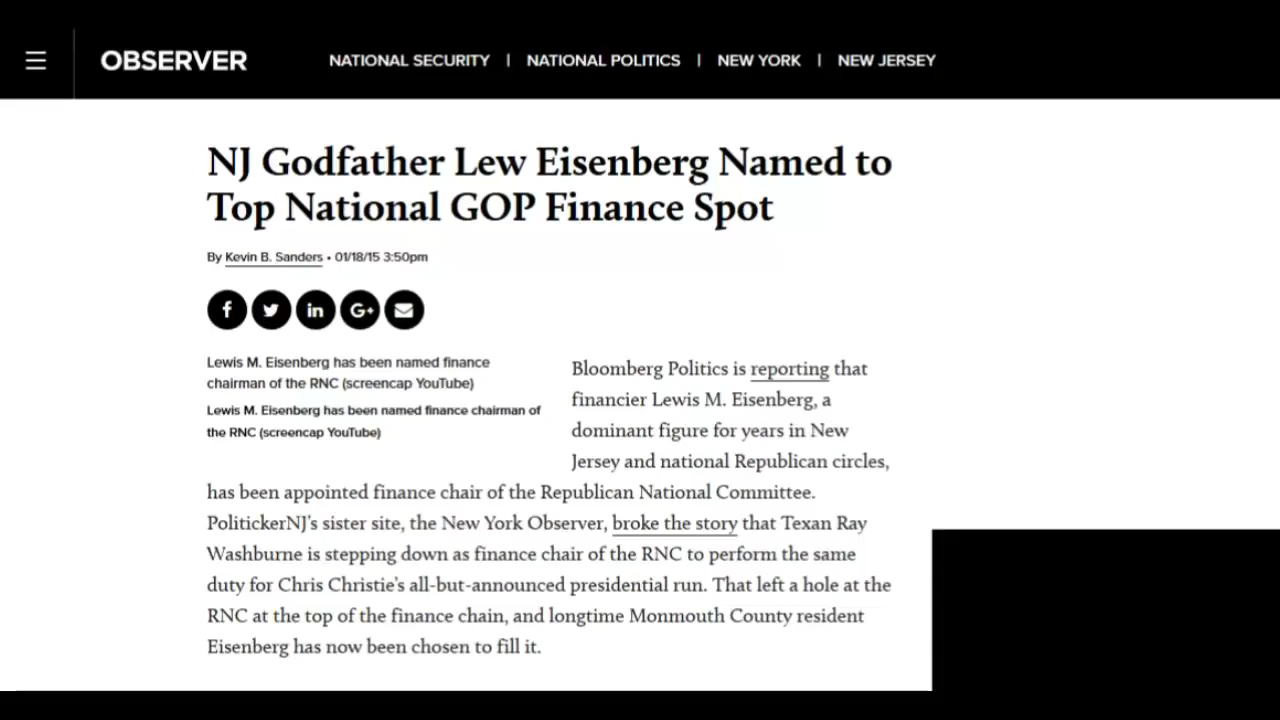 OBSERVER
NATIONAL SECURITY | NATIONAL POLITICS | NEW YORK | NEW JERSEY
NJ Godfather Lew Eisenberg Named to
Top National GOP Finance Spot
By Kevin B. Sanders • 01/18/15 3:50pm
Lewis M. Eisenberg has been named finance
chairman of the RNC (screencap YouTube)
Lewis M. Eisenberg has been named finance chairman of
the RNC (screencap YouTube)
Bloomberg Politics is reporting that
financier Lewis M. Eisenberg, a
dominant figure for years in New
Jersey and national Republican circles,
has been appointed finance chair of the Republican National Committee.
PolitickerNJ's sister site, the New York Observer, broke the story that Texan Ray
Washburne is stepping down as finance chair of the RNC to perform the same
duty for Chris Christie's all-but-announced presidential run. That left a hole at the
RNC at the top of the finance chain, and longtime Monmouth County resident
Eisenberg has now been chosen to fill it.